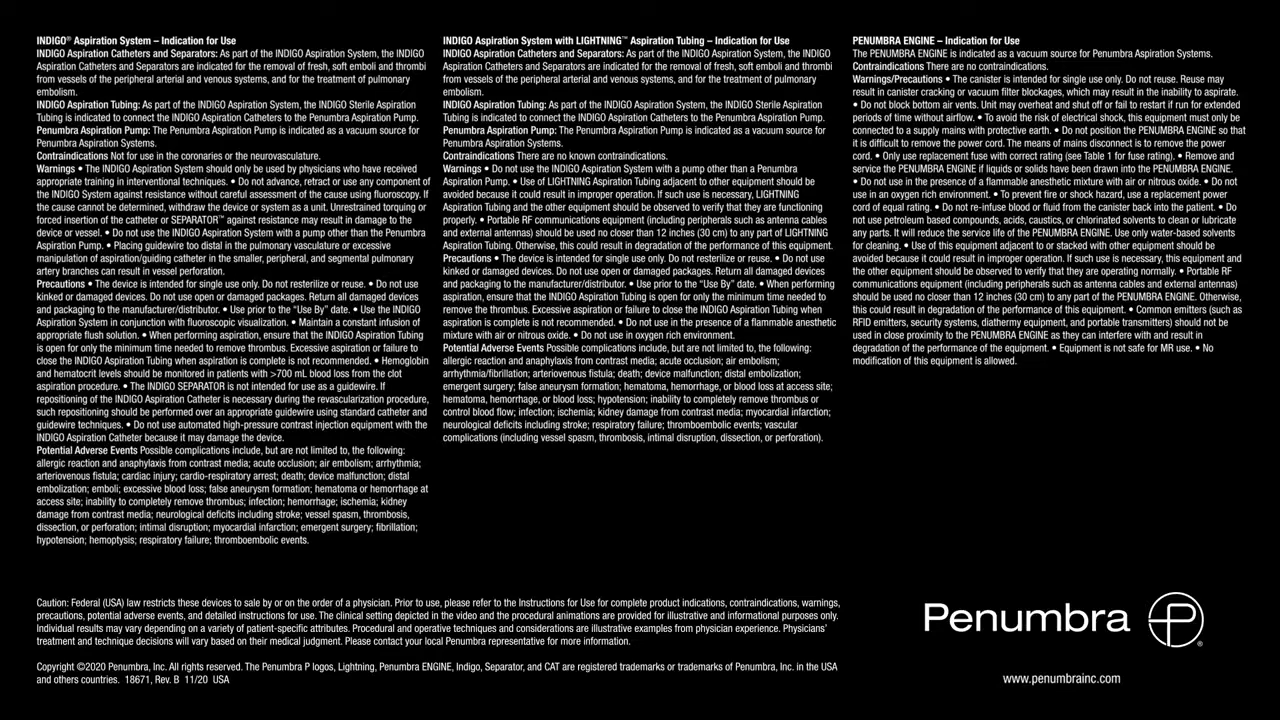 INDIGO® Aspiration System – Indication for Use
INDIGO Aspiration Catheters and Separators: As part of the INDIGO Aspiration System, the INDIGO
Aspiration Catheters and Separators are indicated for the removal of fresh, soft emboli and thrombi
from vessels of the peripheral arterial and venous systems, and for the treatment of pulmonary
embolism.
INDIGO Aspiration Tubing: As part of the INDIGO Aspiration System, the INDIGO Sterile Aspiration
Tubing is indicated to connect the INDIGO Aspiration Catheters to the Penumbra Aspiration Pump.
Penumbra Aspiration Pump: The Penumbra Aspiration Pump is indicated as a vacuum source for
Penumbra Aspiration Systems.
Contraindications Not for use in the coronaries or the neurovasculature.
Warnings • The INDIGO Aspiration System should only be used by physicians who have received
appropriate training in interventional techniques. • Do not advance, retract or use any component of
the INDIGO System against resistance without careful assessment of the cause using fluoroscopy. If
the cause cannot be determined, withdraw the device or system as a unit. Unrestrained torquing or
forced insertion of the catheter or SEPARATOR™ against resistance may result in damage to the
device or vessel. • Do not use the INDIGO Aspiration System with a pump other than the Penumbra
Aspiration Pump. • Placing guidewire too distal in the pulmonary vasculature or excessive
manipulation of aspiration/guiding catheter in the smaller, peripheral, and segmental pulmonary
artery branches can result in vessel perforation.
Precautions • The device is intended for single use only. Do not resterilize or reuse. • Do not use
kinked or damaged devices. Do not use open or damaged packages. Return all damaged devices
and packaging to the manufacturer/distributor. • Use prior to the “Use By” date. • Use the INDIGO
Aspiration System in conjunction with fluoroscopic visualization. • Maintain a constant infusion of
appropriate flush solution. • When performing aspiration, ensure that the INDIGO Aspiration Tubing
is open for only the minimum time needed to remove thrombus. Excessive aspiration or failure to
close the INDIGO Aspiration Tubing when aspiration is complete is not recommended. • Hemoglobin
and hematocrit levels should be monitored in patients with >700 mL blood loss from the clot
aspiration procedure. • The INDIGO SEPARATOR is not intended for use as a guidewire. If
repositioning of the INDIGO Aspiration Catheter is necessary during the revascularization procedure,
such repositioning should be performed over an appropriate guidewire using standard catheter and
guidewire techniques. • Do not use automated high-pressure contrast injection equipment with the
INDIGO Aspiration Catheter because it may damage the device.
Potential Adverse Events Possible complications include, but are not limited to, the following:
allergic reaction and anaphylaxis from contrast media; acute occlusion; air embolism; arrhythmia;
arteriovenous fistula; cardiac injury; cardio-respiratory arrest; death; device malfunction; distal
embolization; emboli; excessive blood loss; false aneurysm formation; hematoma or hemorrhage at
access site; inability to completely remove thrombus; infection; hemorrhage; ischemia; kidney
damage from contrast media; neurological deficits including stroke; vessel spasm, thrombosis,
dissection, or perforation; intimal disruption; myocardial infarction; emergent surgery; fibrillation;
hypotension; hemoptysis; respiratory failure; thromboembolic events.
INDIGO Aspiration System with LIGHTNING™ Aspiration Tubing – Indication for Use
INDIGO Aspiration Catheters and Separators: As part of the INDIGO Aspiration System, the INDIGO
Aspiration Catheters and Separators are indicated for the removal of fresh, soft emboli and thrombi
from vessels of the peripheral arterial and venous systems, and for the treatment of pulmonary
embolism.
INDIGO Aspiration Tubing: As part of the INDIGO Aspiration System, the INDIGO Sterile Aspiration
Tubing is indicated to connect the INDIGO Aspiration Catheters to the Penumbra Aspiration Pump.
Penumbra Aspiration Pump: The Penumbra Aspiration Pump is indicated as a vacuum source for
Penumbra Aspiration Systems.
Contraindications There are no known contraindications.
Warnings • Do not use the INDIGO Aspiration System with a pump other than a Penumbra
Aspiration Pump. • Use of LIGHTNING Aspiration Tubing adjacent to other equipment should be
avoided because it could result in improper operation. If such use is necessary, LIGHTNING
Aspiration Tubing and the other equipment should be observed to verify that they are functioning
properly. • Portable RF communications equipment (including peripherals such as antenna cables
and external antennas) should be used no closer than 12 inches (30 cm) to any part of LIGHTNING
Aspiration Tubing. Otherwise, this could result in degradation of the performance of this equipment.
Precautions • The device is intended for single use only. Do not resterilize or reuse. • Do not use
kinked or damaged devices. Do not use open or damaged packages. Return all damaged devices
and packaging to the manufacturer/distributor. • Use prior to the “Use By” date. • When performing
aspiration, ensure that the INDIGO Aspiration Tubing is open for only the minimum time needed to
remove the thrombus. Excessive aspiration or failure to close the INDIGO Aspiration Tubing when
aspiration is complete is not recommended. • Do not use in the presence of a flammable anesthetic
mixture with air or nitrous oxide. • Do not use in oxygen rich environment.
Potential Adverse Events Possible complications include, but are not limited to, the following:
allergic reaction and anaphylaxis from contrast media; acute occlusion; air embolism;
arrhythmia/fibrillation; arteriovenous fistula; death; device malfunction; distal embolization;
emergent surgery; false aneurysm formation; hematoma, hemorrhage, or blood loss at access site;
hematoma, hemorrhage, or blood loss; hypotension; inability to completely remove thrombus or
control blood flow; infection; ischemia; kidney damage from contrast media; myocardial infarction;
neurological deficits including stroke; respiratory failure; thromboembolic events; vascular
complications (including vessel spasm, thrombosis, intimal disruption, dissection, or perforation).
PENUMBRA ENGINE – Indication for Use
The PENUMBRA ENGINE is indicated as a vacuum source for Penumbra Aspiration Systems.
Contraindications There are no contraindications.
Warnings/Precautions • The canister is intended for single use only. Do not reuse. Reuse may
result in canister cracking or vacuum filter blockages, which may result in the inability to aspirate.
• Do not block bottom air vents. Unit may overheat and shut off or fail to restart if run for extended
periods of time without airflow. • To avoid the risk of electrical shock, this equipment must only be
connected to a supply mains with protective earth. • Do not position the PENUMBRA ENGINE so that
it is difficult to remove the power cord. The means of mains disconnect is to remove the power
cord. • Only use replacement fuse with correct rating (see Table 1 for fuse rating). • Remove and
service the PENUMBRA ENGINE if liquids or solids have been drawn into the PENUMBRA ENGINE.
• Do not use in the presence of a flammable anesthetic mixture with air or nitrous oxide. • Do not
use in an oxygen rich environment. • To prevent fire or shock hazard, use a replacement power
cord of equal rating. • Do not re-infuse blood or fluid from the canister back into the patient. • Do
not use petroleum based compounds, acids, caustics, or chlorinated solvents to clean or lubricate
any parts. It will reduce the service life of the PENUMBRA ENGINE. Use only water-based solvents
for cleaning. • Use of this equipment adjacent to or stacked with other equipment should be
avoided because it could result in improper operation. If such use is necessary, this equipment and
the other equipment should be observed to verify that they are operating normally. • Portable RF
communications equipment (including peripherals such as antenna cables and external antennas)
should be used no closer than 12 inches (30 cm) to any part of the PENUMBRA ENGINE. Otherwise,
this could result in degradation of the performance of this equipment. • Common emitters (such as
RFID emitters, security systems, diathermy equipment, and portable transmitters) should not be
used in close proximity to the PENUMBRA ENGINE as they can interfere with and result in
degradation of the performance of the equipment. • Equipment is not safe for MR use. • No
modification of this equipment is allowed.
Caution: Federal (USA) law restricts these devices to sale by or on the order of a physician. Prior to use, please refer to the Instructions for Use for complete product indications, contraindications, warnings,
precautions, potential adverse events, and detailed instructions for use. The clinical setting depicted in the video and the procedural animations are provided for illustrative and informational purposes only.
Individual results may vary depending on a variety of patient-specific attributes. Procedural and operative techniques and considerations are illustrative examples from physician experience. Physicians’
treatment and technique decisions will vary based on their medical judgment. Please contact your local Penumbra representative for more information.
Copyright ©2020 Penumbra, Inc. All rights reserved. The Penumbra P logos, Lightning, Penumbra ENGINE, Indigo, Separator, and CAT are registered trademarks or trademarks of Penumbra, Inc. in the USA
and others countries. 18671, Rev. B 11/20 USA
Penumbra P®
www.penumbrainc.com